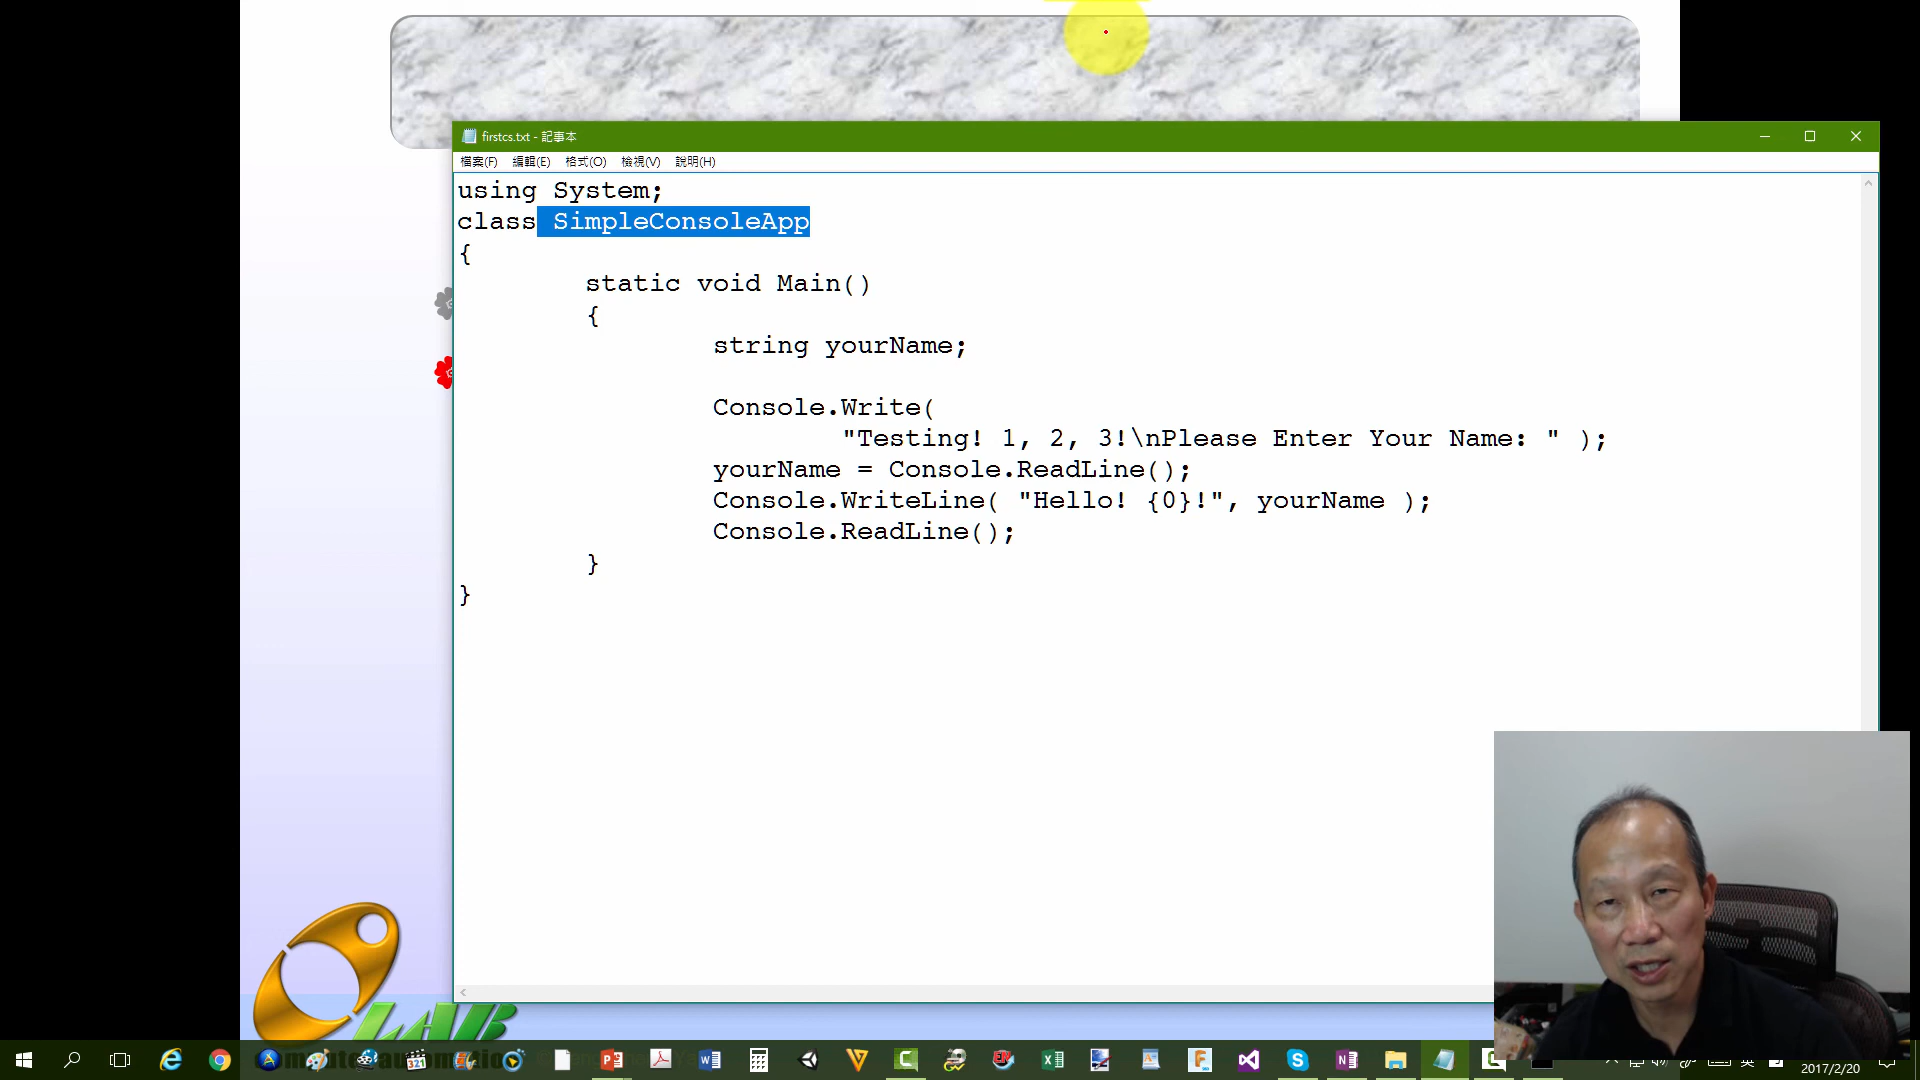 firstcs.txt - 記事本
檔案(F) 編輯(E) 格式(O) 檢視(V) 說明(H)
using System;
class SimpleConsoleApp
{
static void Main()
{
string yourName;
Console.Write(
"Testing! 1, 2, 3!\nPlease Enter Your Name: " );
yourName = Console.ReadLine();
Console.WriteLine( "Hello! {0}!", yourName );
Console.ReadLine();
}
}
LAB
英
2017/2/20